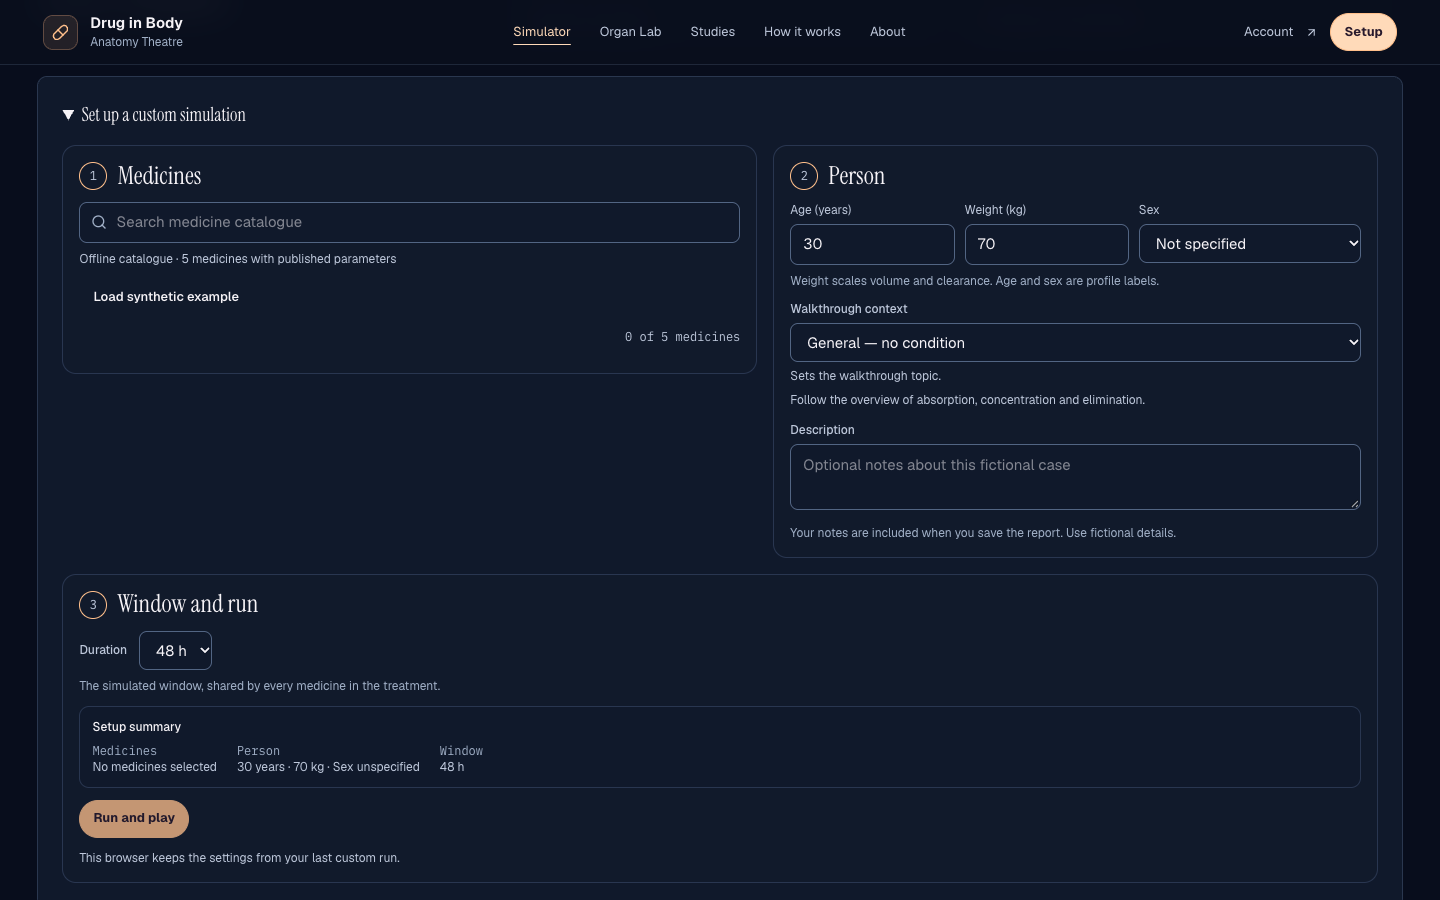 Drug in Body
Anatomy Theatre
Simulator
Organ Lab
Studies
How it works
About
Account
Setup
Set up a custom simulation
1
Medicines
Search medicine catalogue
Offline catalogue · 5 medicines with published parameters
Load synthetic example
0 of 5 medicines
2
Person
Age (years)
Weight (kg)
Sex
30
70
Not specified
Weight scales volume and clearance. Age and sex are profile labels.
Walkthrough context
General — no condition
Sets the walkthrough topic.
Follow the overview of absorption, concentration and elimination.
Description
Optional notes about this fictional case
Your notes are included when you save the report. Use fictional details.
3
Window and run
Duration
48 h
The simulated window, shared by every medicine in the treatment.
Setup summary
Medicines
No medicines selected
Person
30 years · 70 kg · Sex unspecified
Window
48 h
Run and play
This browser keeps the settings from your last custom run.